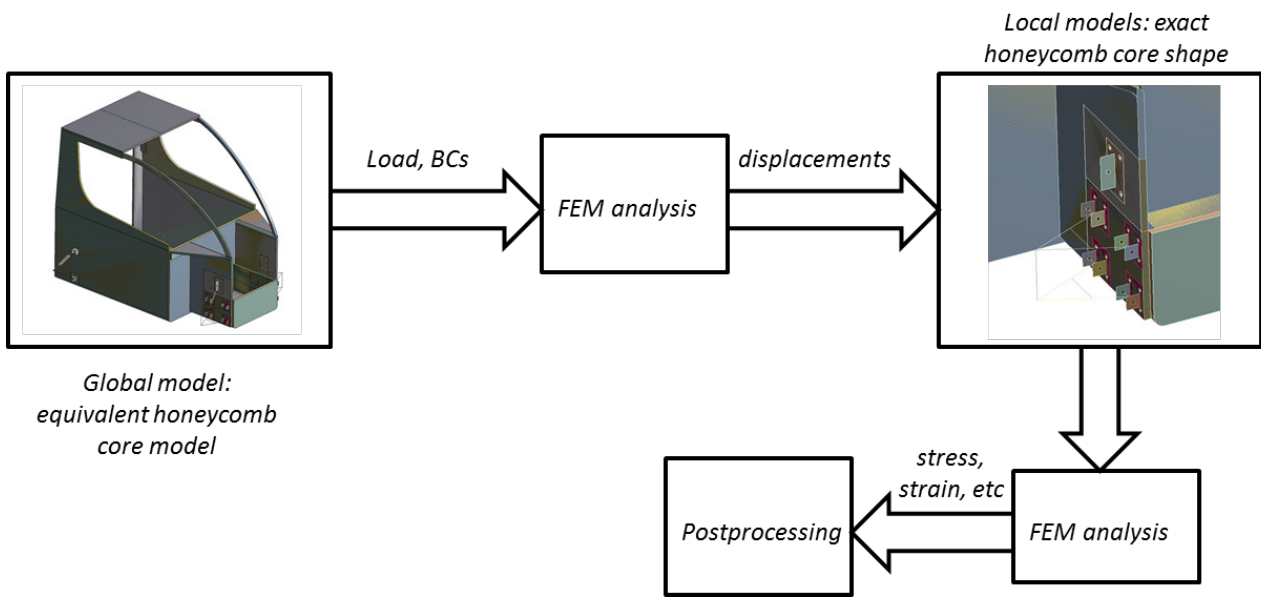 Local models: exact
honeycomb core shape
Load, BCs
FEM analysis
displacements
Global model:
equivalent honeycomb
core model
stress,
strain, etc
Postprocessing
FEM analysis